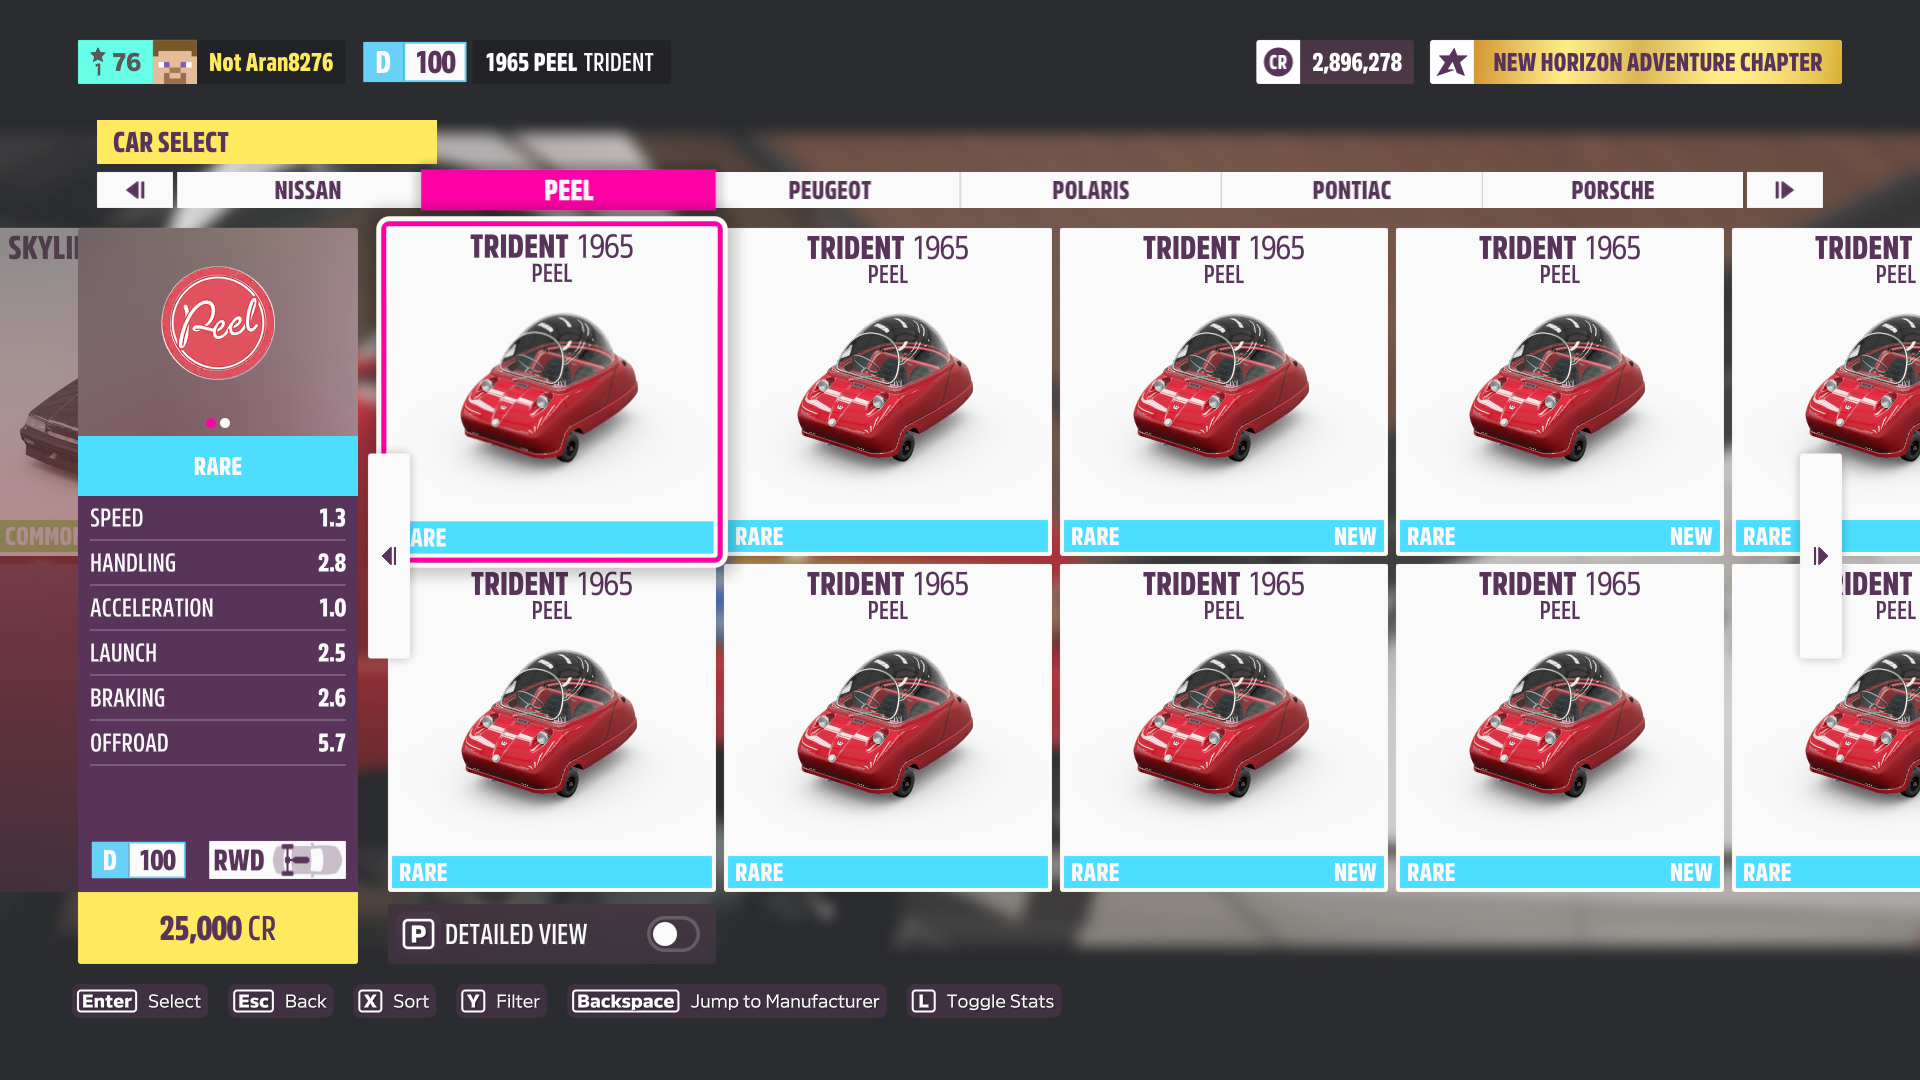 1 76 Not Aran8276 D 100 1965 PEEL TRIDENT CR 2,896,278 NEW HORIZON ADVENTURE CHAPTER
CAR SELECT
NISSAN PEEL PEUGEOT POLARIS PONTIAC PORSCHE
TRIDENT 1965 TRIDENT 1965 TRIDENT 1965 TRIDENT 1965 TRIDENT
PEEL PEEL PEEL PEEL PEEL
Peel
RARE
RARE RARE NEW RARE NEW RARE
SPEED 1.3
HANDLING 2.8
ACCELERATION 1.0
LAUNCH 2.5
BRAKING 2.6
OFFROAD 5.7
TRIDENT 1965 TRIDENT 1965 TRIDENT 1965 TRIDENT 1965
PEEL PEEL PEEL PEEL PEEL
RARE RARE RARE NEW RARE NEW RARE
D 100 RWD
25,000 CR
P DETAILED VIEW
Enter Select Esc Back X Sort Y Filter Backspace Jump to Manufacturer L Toggle Stats